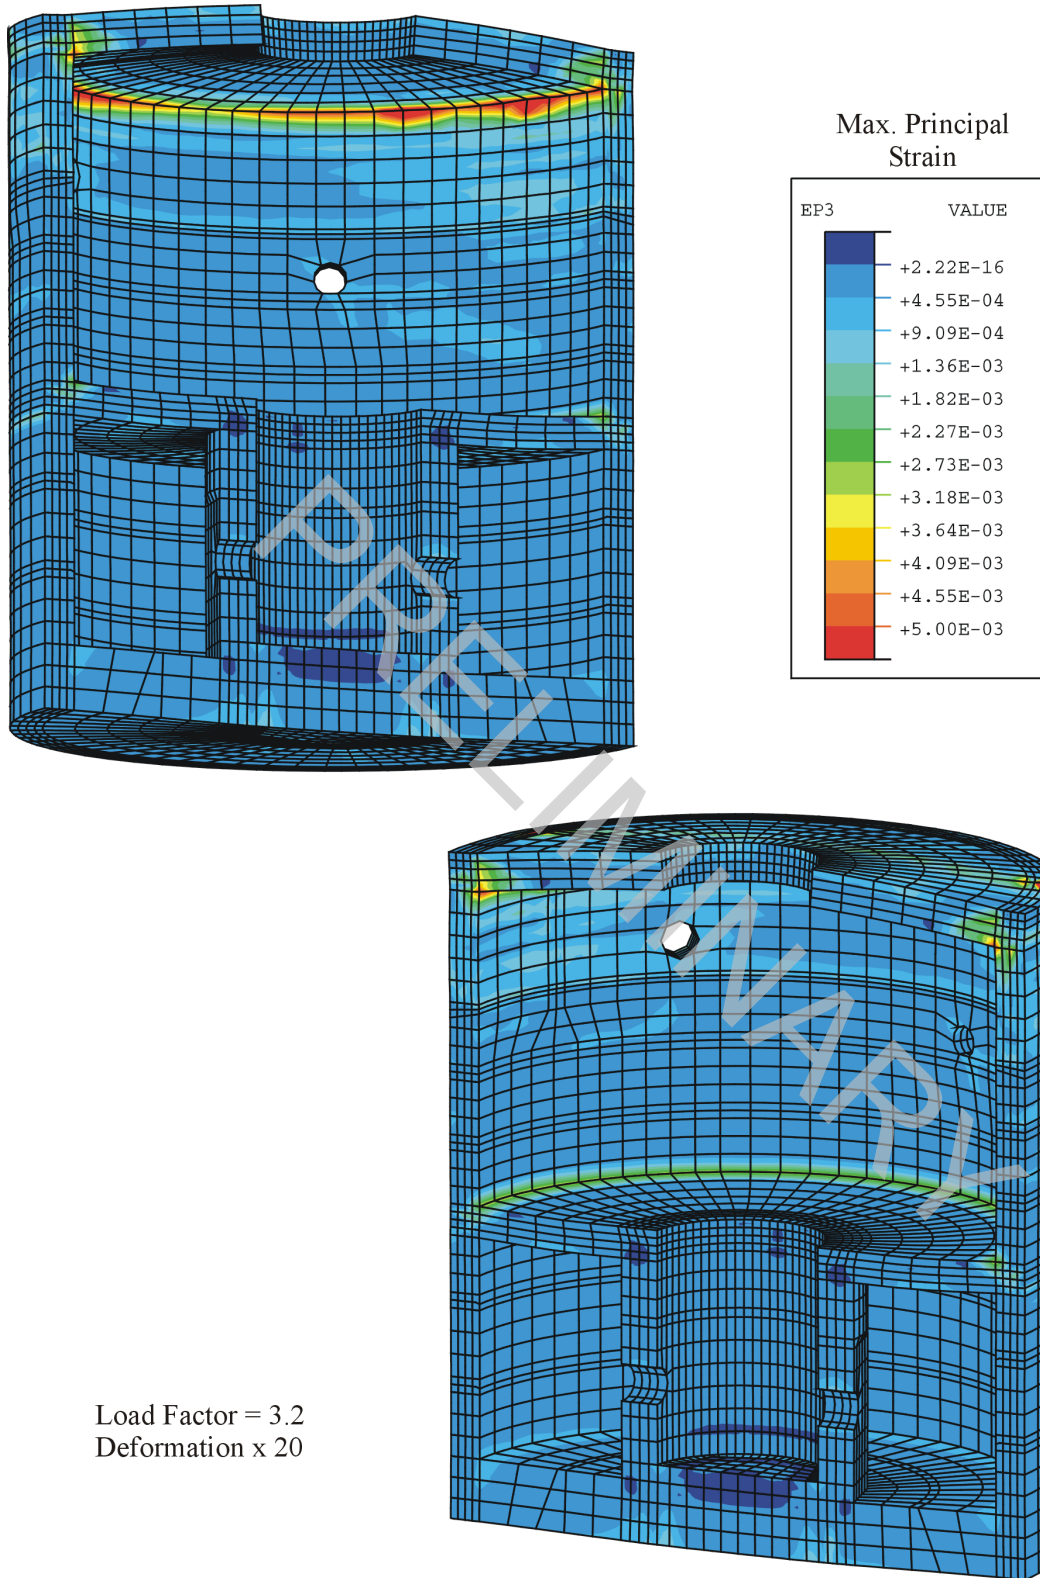 Max. Principal
Strain
EP3 VALUE
+2.22E-16
+4.55E-04
+9.09E-04
+1.36E-03
+1.82E-03
+2.27E-03
+2.73E-03
+3.18E-03
+3.64E-03
+4.09E-03
+4.55E-03
+5.00E-03
PRELIMINARY
Load Factor = 3.2
Deformation x 20